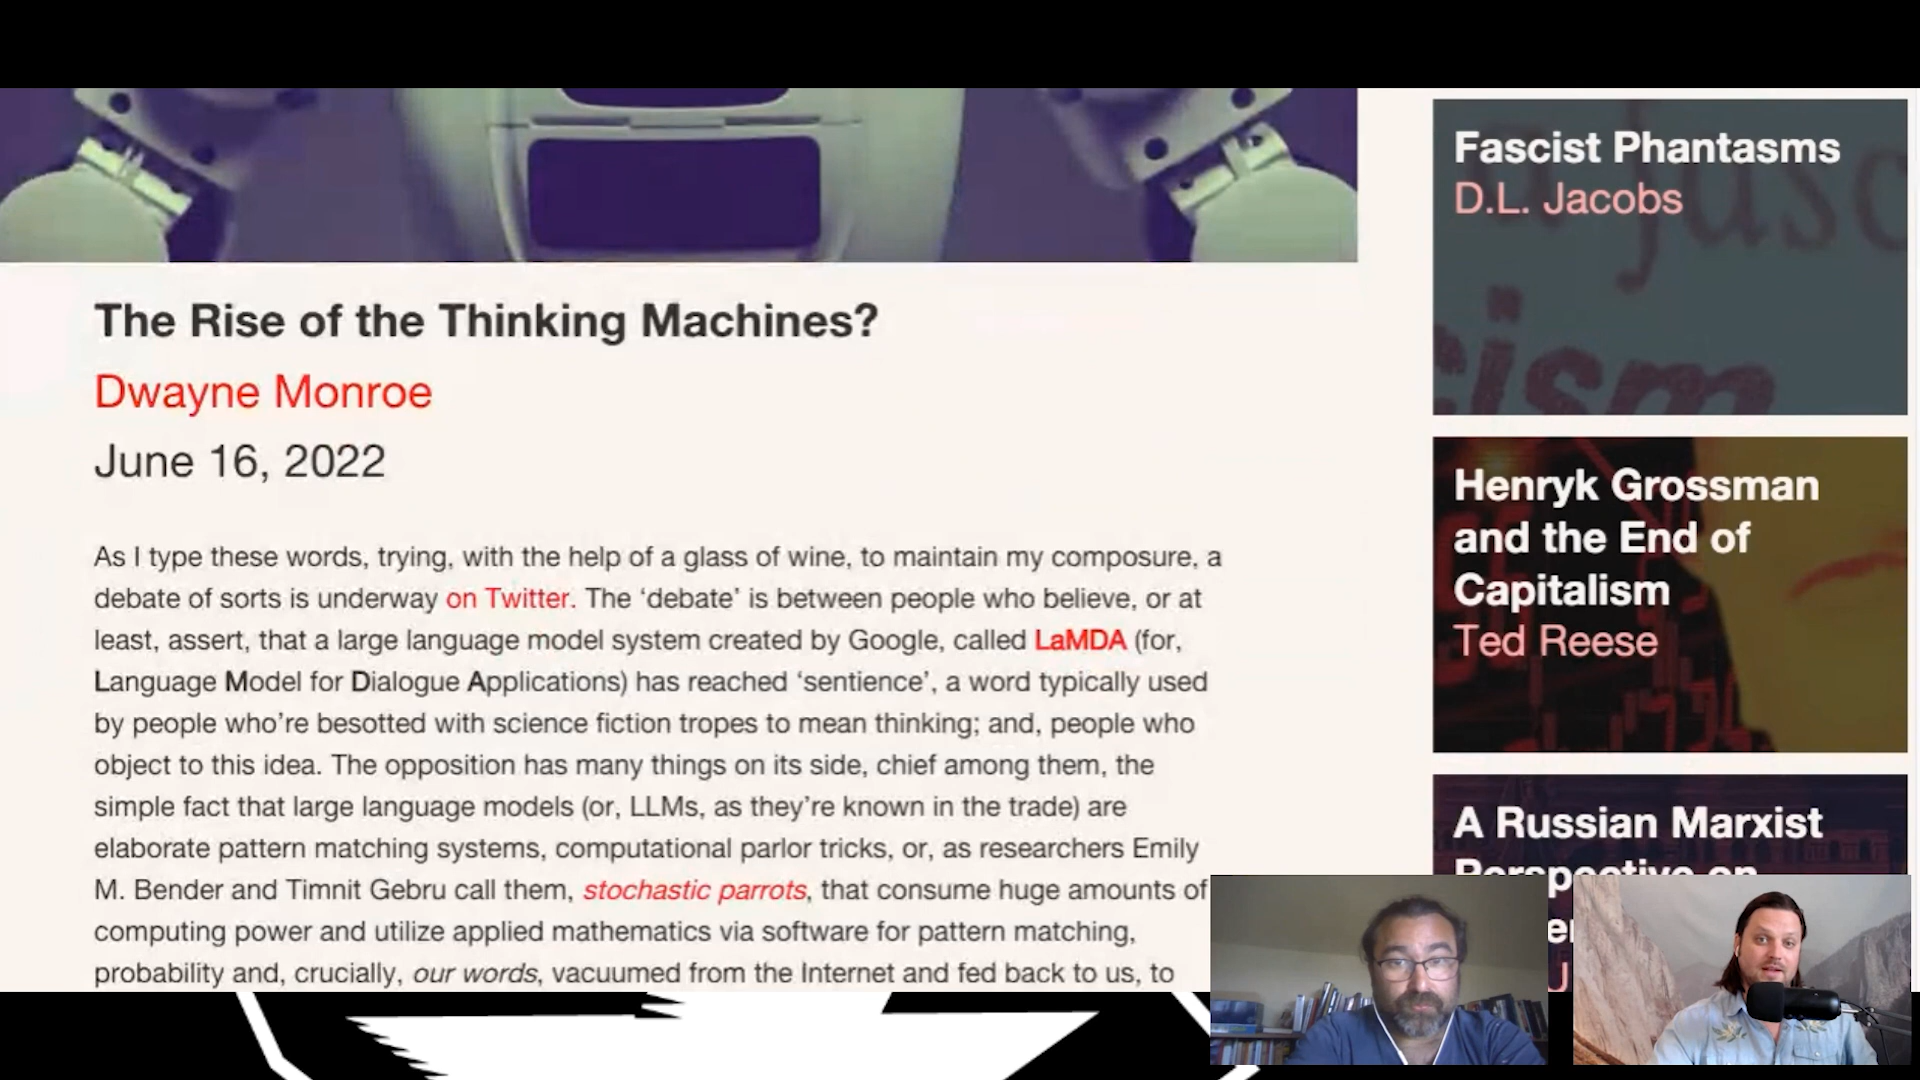 The Rise of the Thinking Machines?
Dwayne Monroe
June 16, 2022
As I type these words, trying, with the help of a glass of wine, to maintain my composure, a
debate of sorts is underway on Twitter. The ‘debate’ is between people who believe, or at
least, assert, that a large language model system created by Google, called LaMDA (for,
Language Model for Dialogue Applications) has reached ‘sentience’, a word typically used
by people who’re besotted with science fiction tropes to mean thinking; and, people who
object to this idea. The opposition has many things on its side, chief among them, the
simple fact that large language models (or, LLMs, as they’re known in the trade) are
elaborate pattern matching systems, computational parlor tricks, or, as researchers Emily
M. Bender and Timnit Gebru call them, stochastic parrots, that consume huge amounts of
computing power and utilize applied mathematics via software for pattern matching,
probability and, crucially, our words, vacuumed from the Internet and fed back to us, to
Fascist Phantasms
D.L. Jacobs
Henryk Grossman
and the End of
Capitalism
Ted Reese
A Russian Marxist
Perspective on